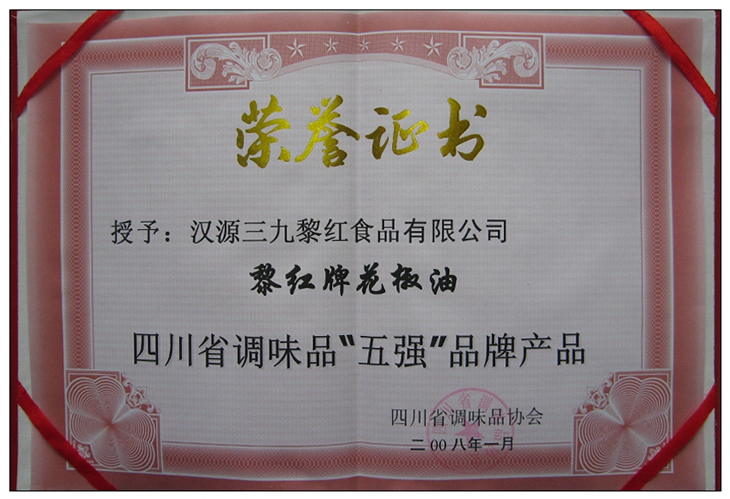 荣誉证书
授予：汉源三九黎红食品有限公司
黎红牌花椒油
四川省调味品“五强”品牌产品
四川省调味品协会
二00八年一月